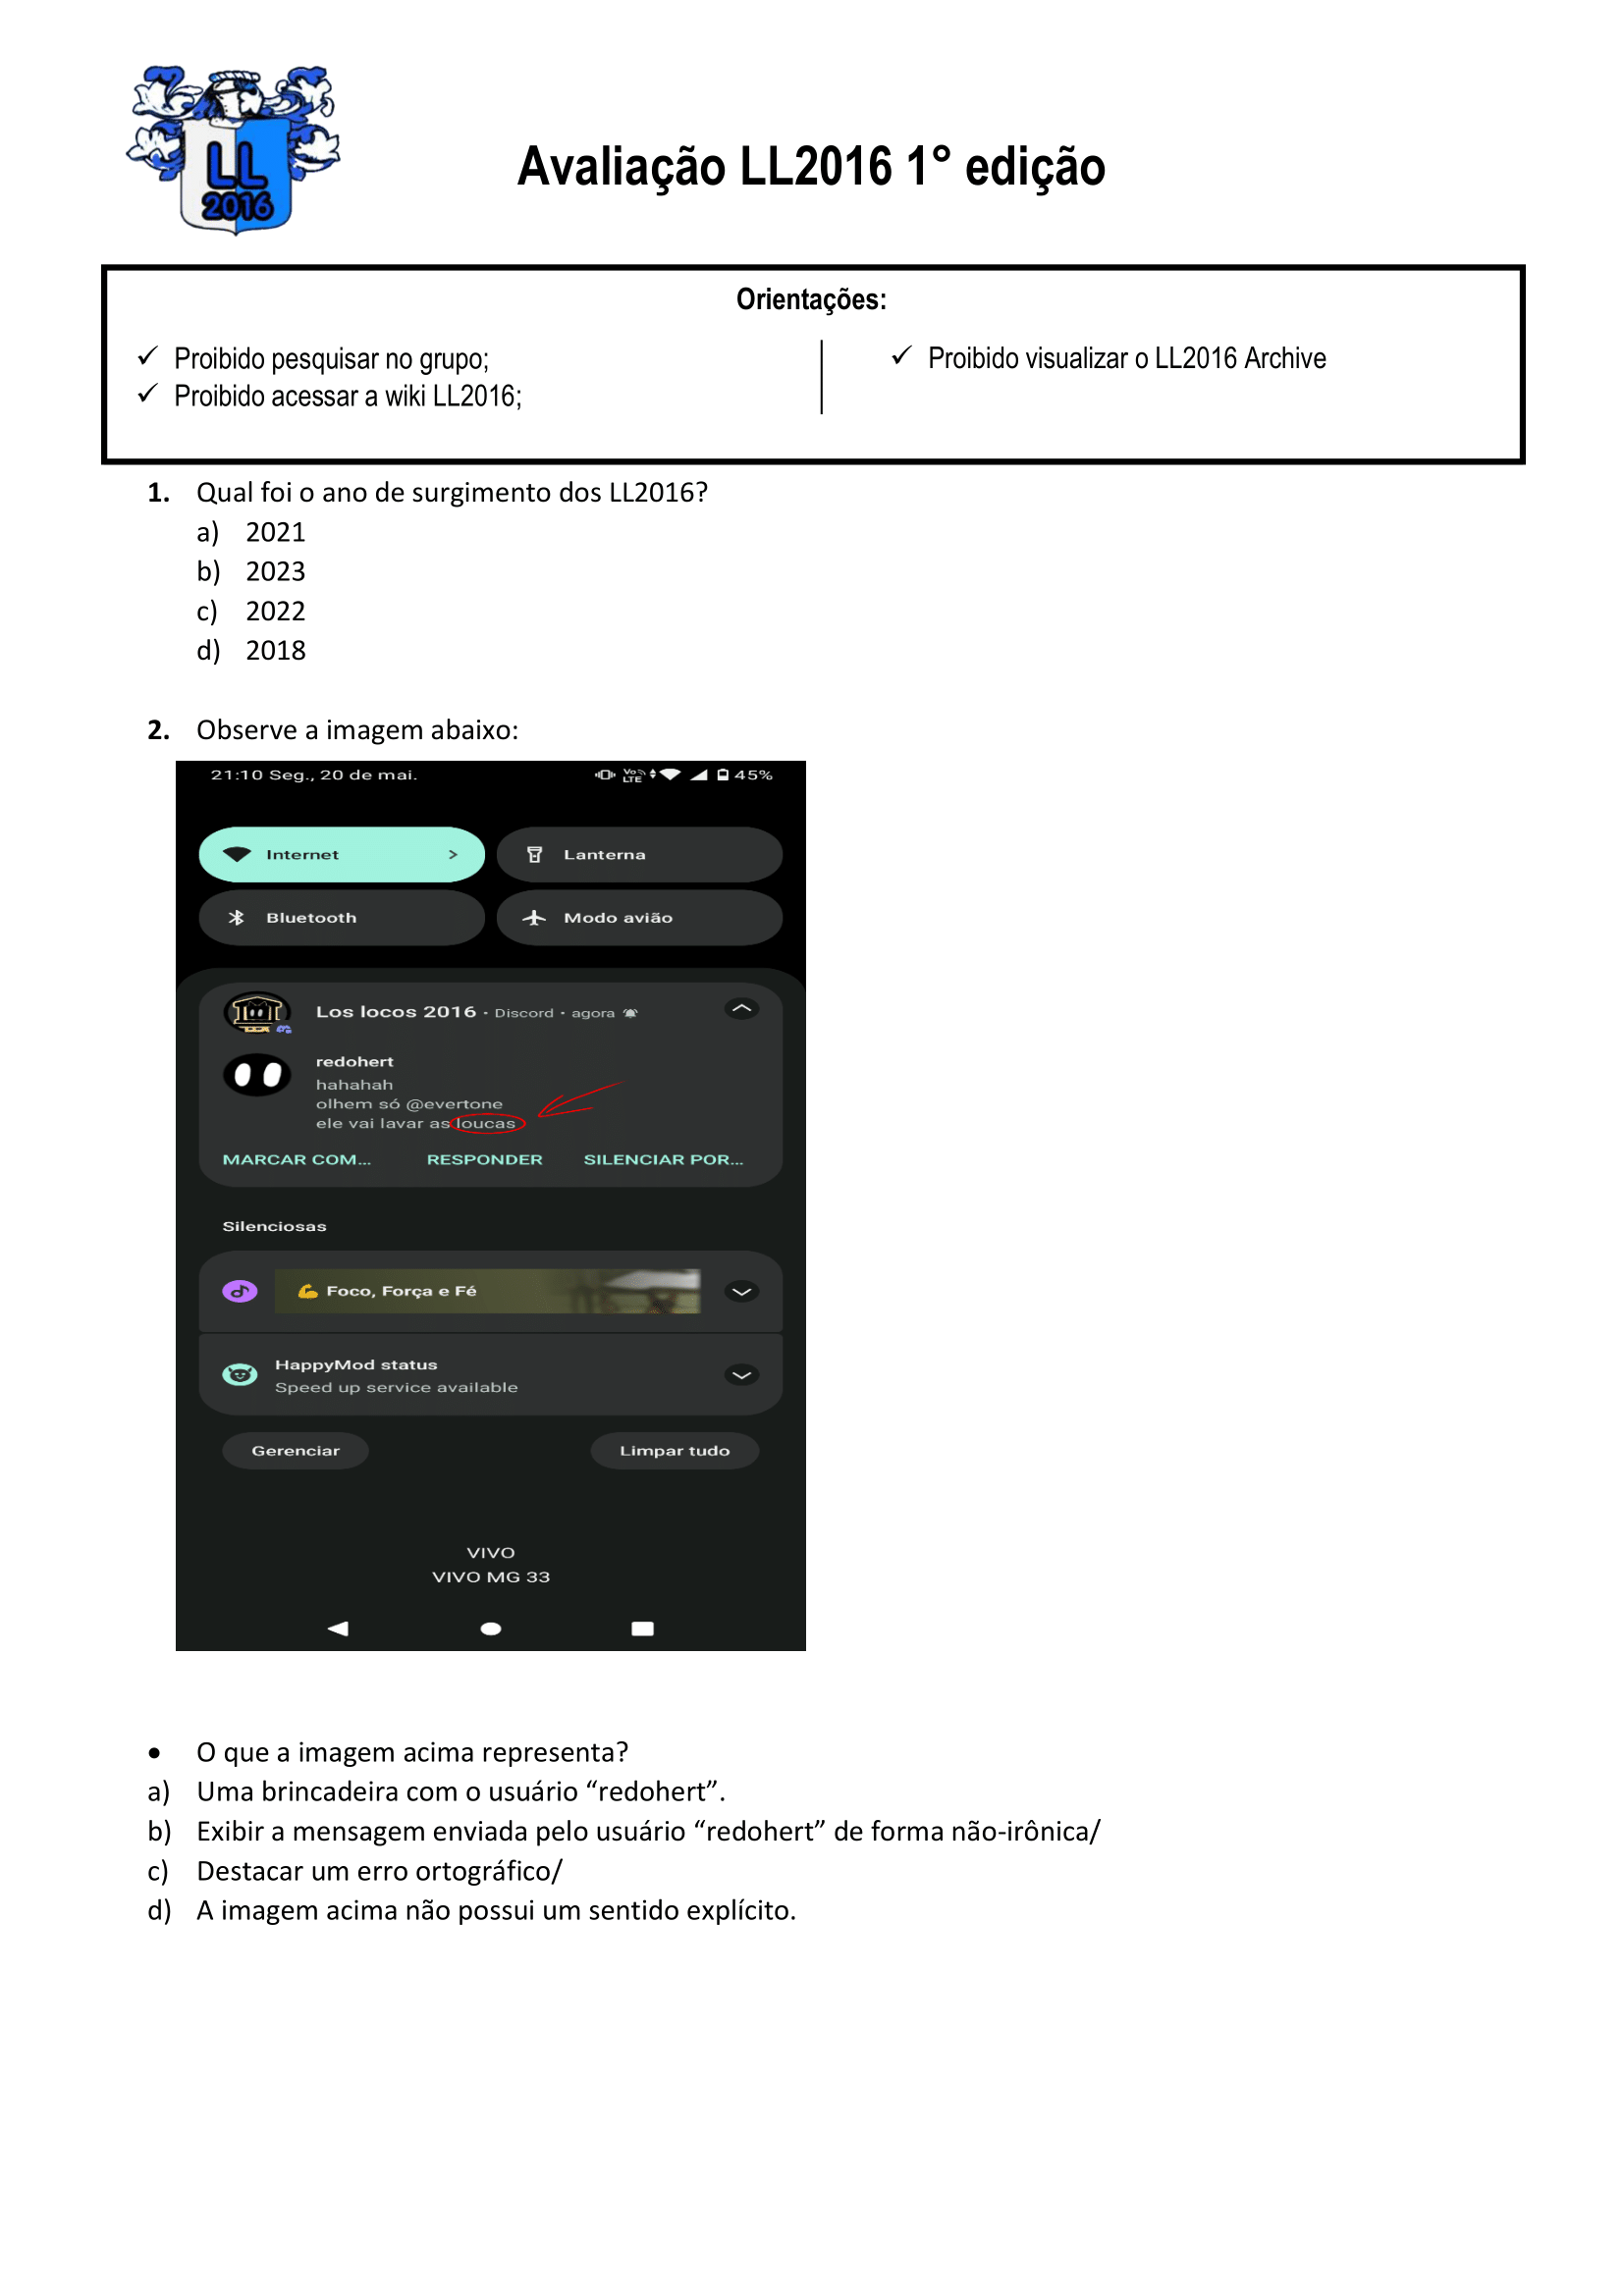 LL
2016
Avaliação LL2016 1° edição
Orientações:
✓ Proibido pesquisar no grupo;
✓ Proibido acessar a wiki LL2016;
✓ Proibido visualizar o LL2016 Archive
1. Qual foi o ano de surgimento dos LL2016?
a) 2021
b) 2023
c) 2022
d) 2018
2. Observe a imagem abaixo:
21:10 Seg., 20 de mai. Vo LTE 45%
Internet > Lanterna
Bluetooth Modo avião
Los locos 2016 • Discord • agora
redohert
hahahah
olhem só @evertone
ele vai lavar as loucas
MARCAR COM... RESPONDER SILENCIAR POR...
Silenciosas
💪 Foco, Força e Fé
HappyMod status
Speed up service available
Gerenciar Limpar tudo
VIVO
VIVO MG 33
• O que a imagem acima representa?
a) Uma brincadeira com o usuário “redohert”.
b) Exibir a mensagem enviada pelo usuário “redohert” de forma não-irônica/
c) Destacar um erro ortográfico/
d) A imagem acima não possui um sentido explícito.